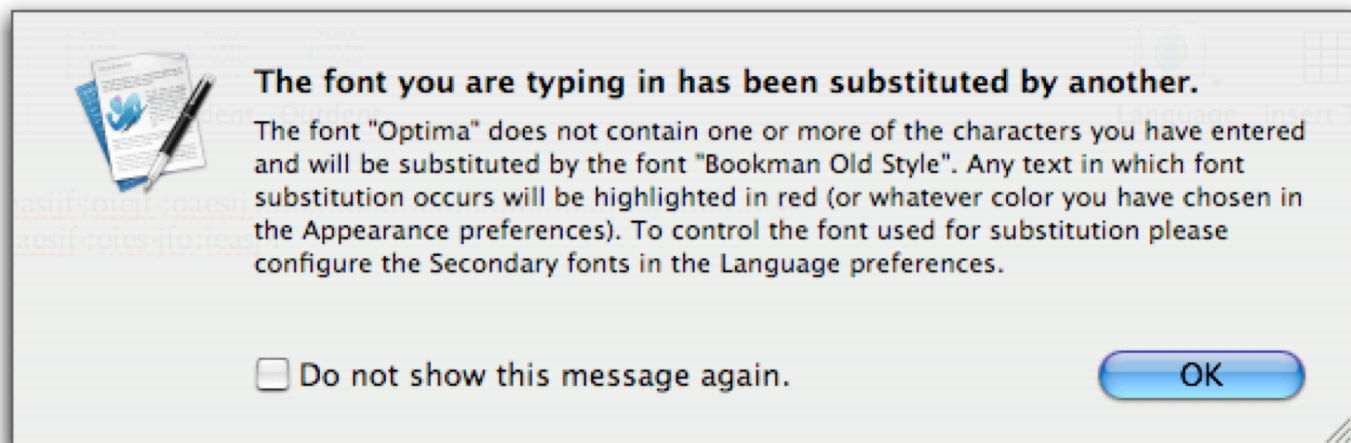 The font you are typing in has been substituted by another.
Outdent
Language Insert
The font "Optima" does not contain one or more of the characters you have entered
and will be substituted by the font "Bookman Old Style". Any text in which font
substitution occurs will be highlighted in red (or whatever color you have chosen in
the Appearance preferences). To control the font used for substitution please
configure the Secondary fonts in the Language preferences.
Do not show this message again.
OK